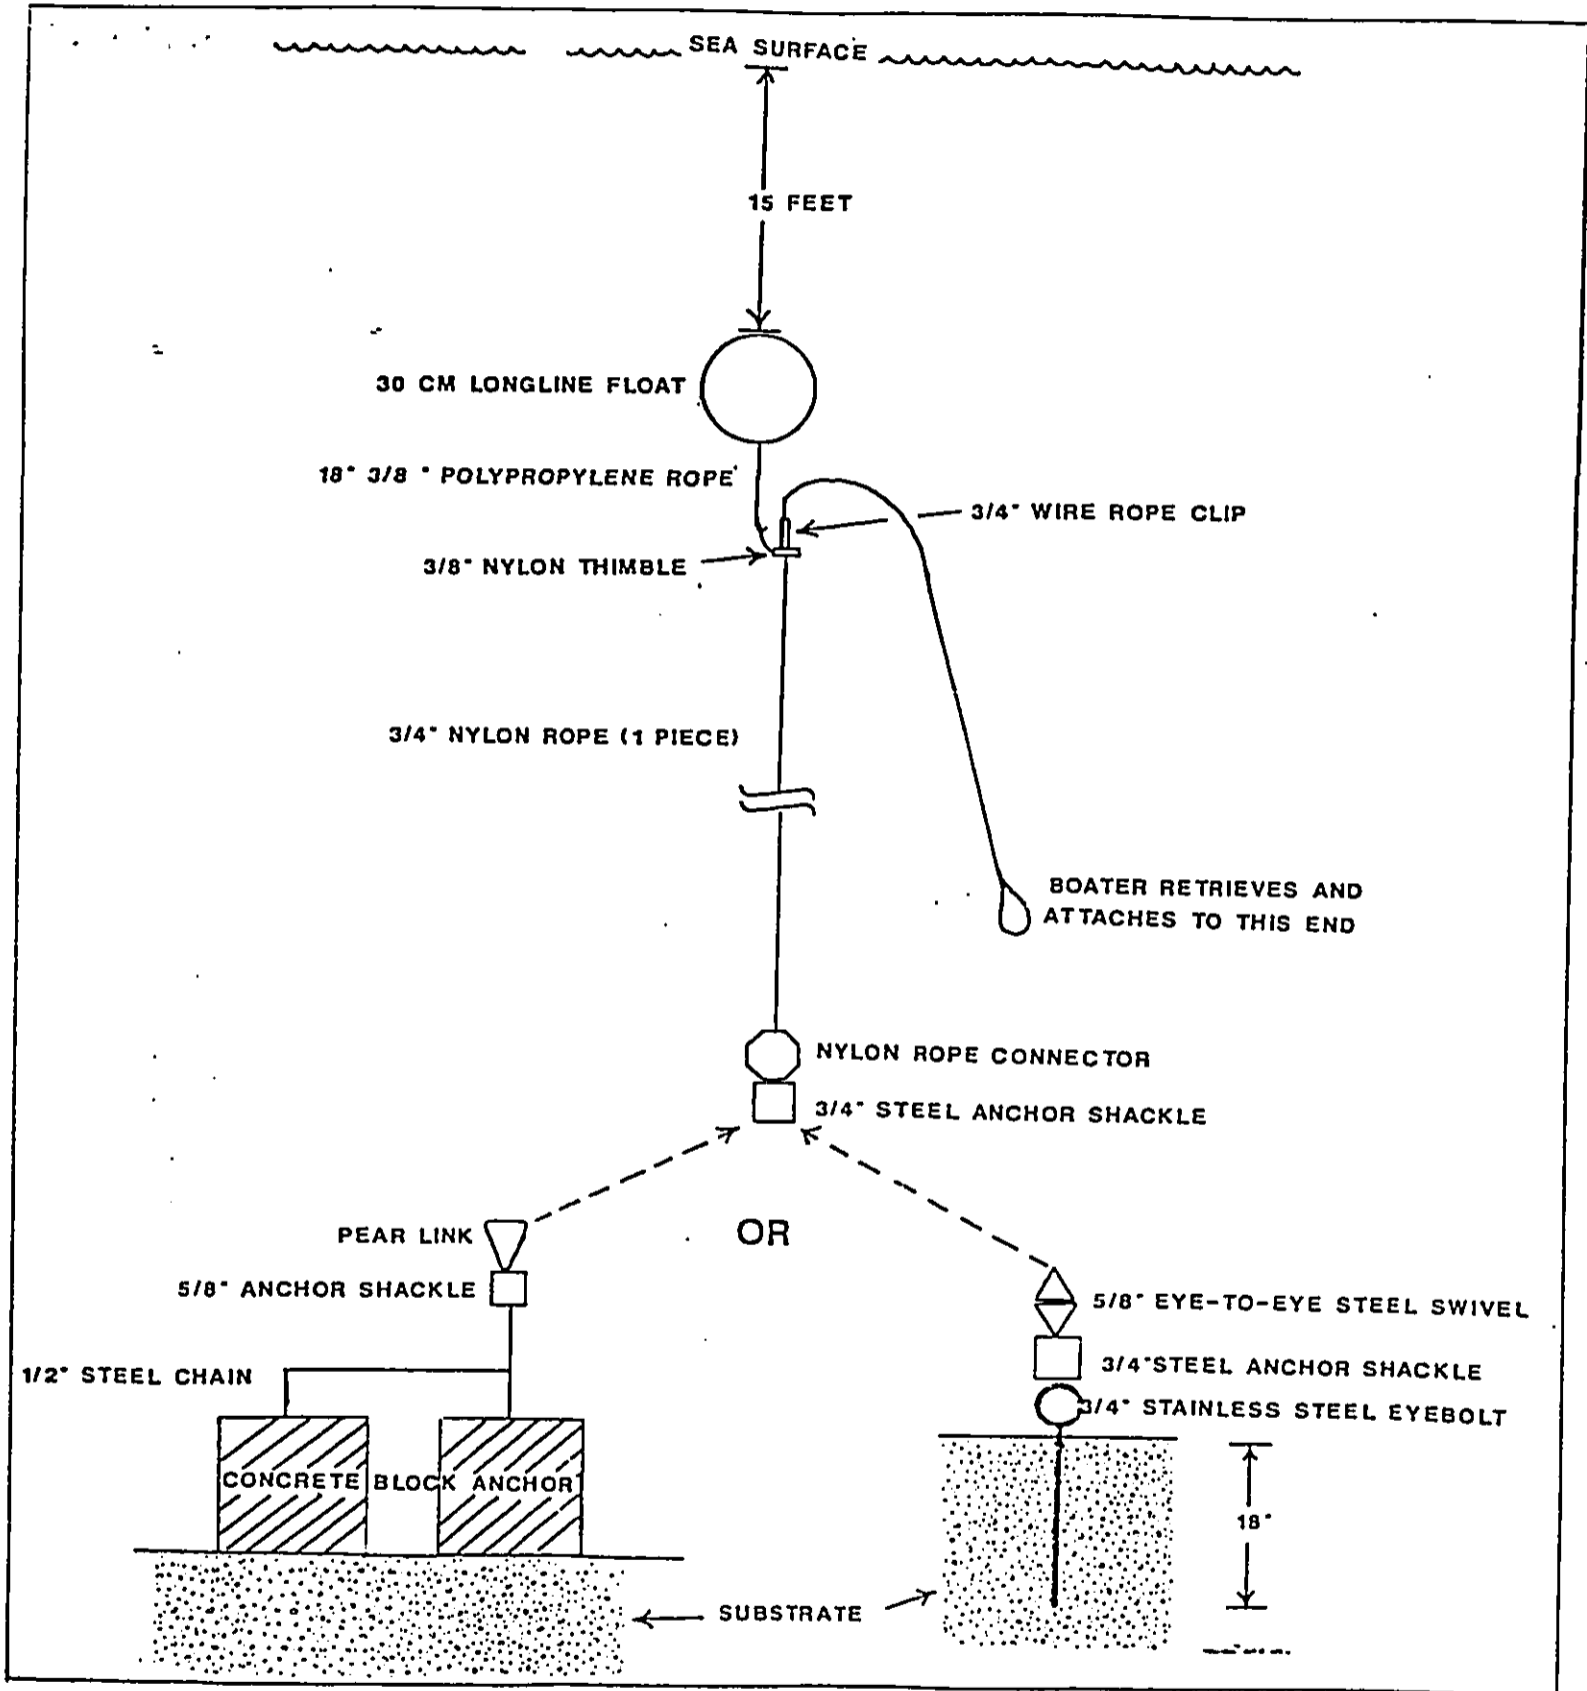 SEA SURFACE
15 FEET
30 CM LONGLINE FLOAT
18" 3/8 " POLYPROPYLENE ROPE
3/4" WIRE ROPE CLIP
3/8" NYLON THIMBLE
3/4" NYLON ROPE (1 PIECE)
BOATER RETRIEVES AND
ATTACHES TO THIS END
NYLON ROPE CONNECTOR
3/4" STEEL ANCHOR SHACKLE
OR
PEAR LINK
5/8" ANCHOR SHACKLE
1/2" STEEL CHAIN
CONCRETE BLOCK ANCHOR
5/8" EYE-TO-EYE STEEL SWIVEL
3/4" STEEL ANCHOR SHACKLE
3/4" STAINLESS STEEL EYEBOLT
18"
SUBSTRATE